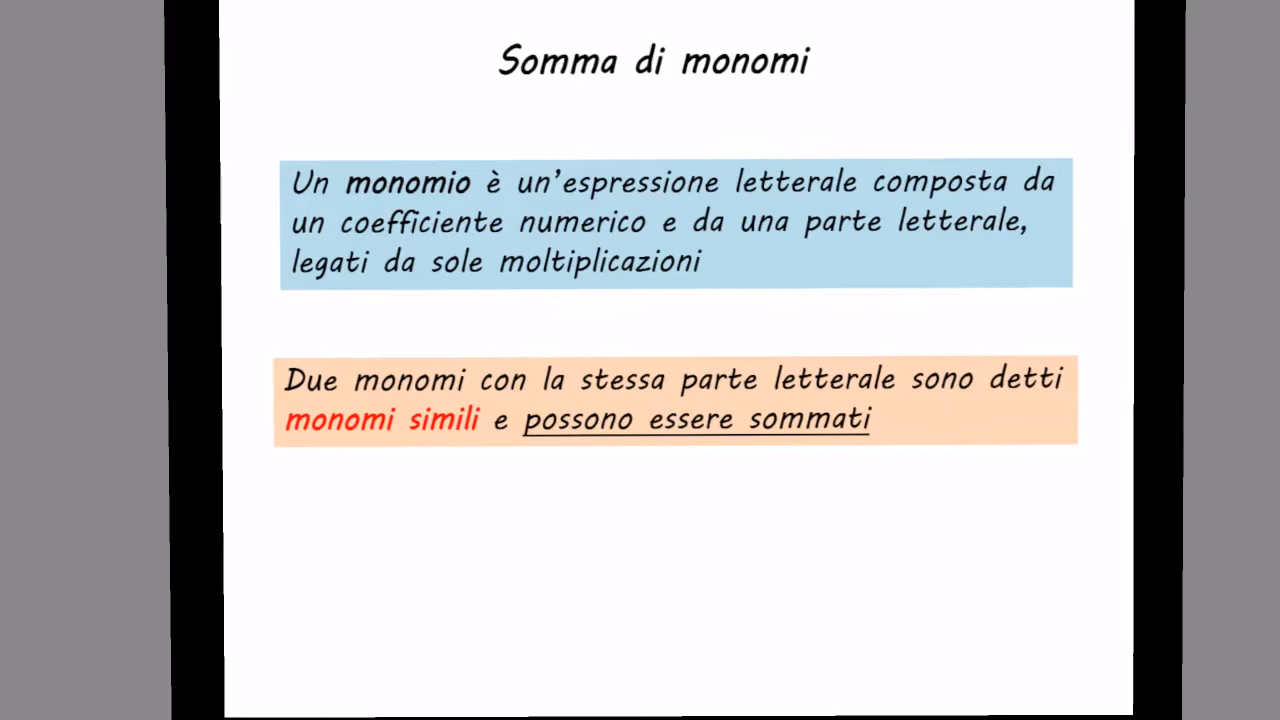 Somma di monomi
Un monomio è un'espressione letterale composta da
un coefficiente numerico e da una parte letterale,
legati da sole moltiplicazioni
Due monomi con la stessa parte letterale sono detti
monomi simili e possono essere sommati